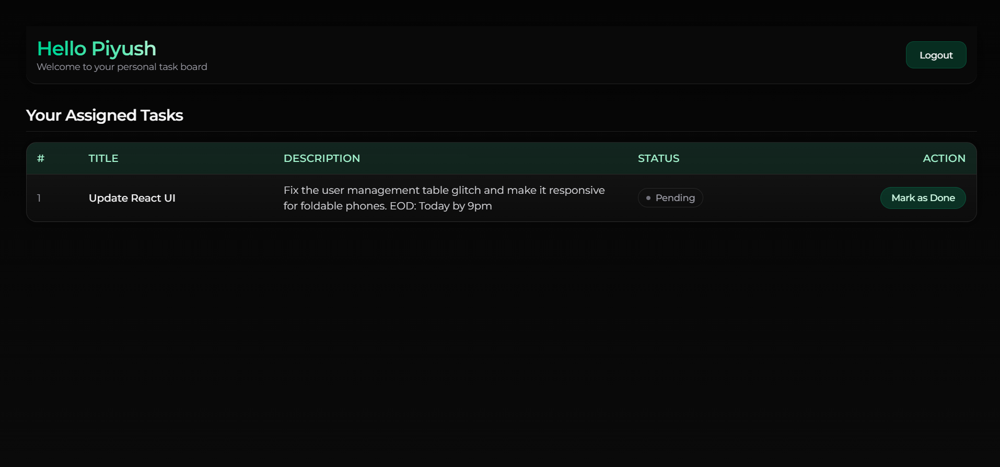 Hello Piyush
Welcome to your personal task board
Logout
Your Assigned Tasks
# TITLE DESCRIPTION STATUS ACTION
1 Update React UI Fix the user management table glitch and make it responsive
for foldable phones. EOD: Today by 9pm Pending Mark as Done